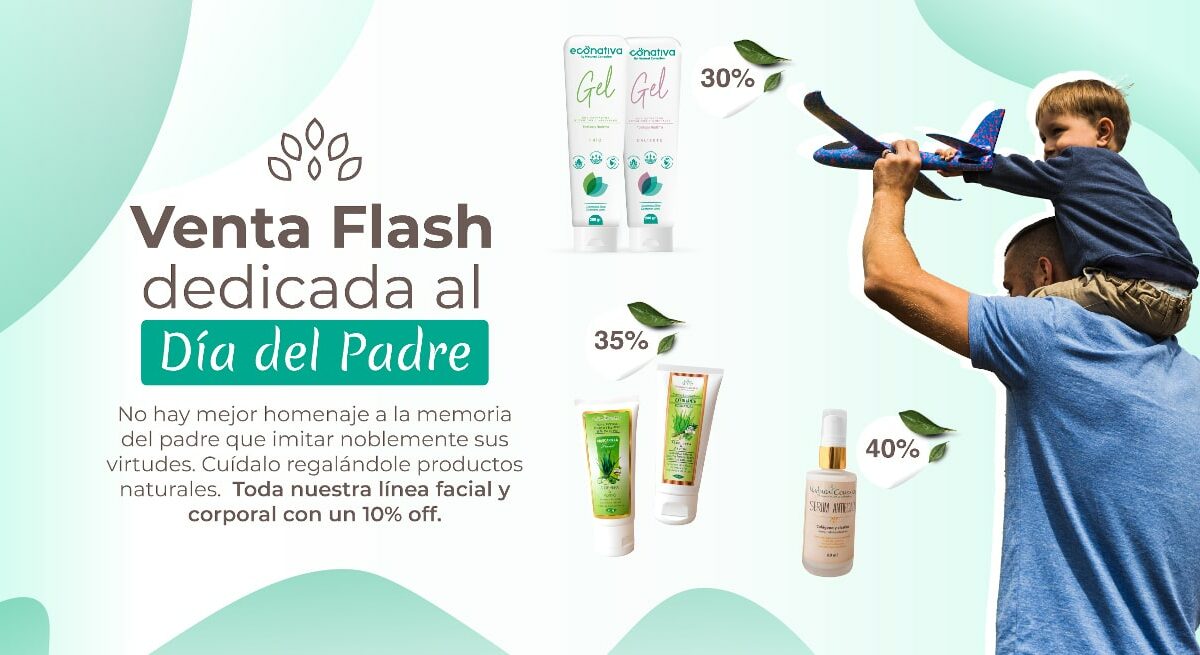 Venta Flash
dedicada al
Día del Padre
No hay mejor homenaje a la memoria
del padre que imitar noblemente sus
virtudes. Cuídalo regalándole productos
naturales. Toda nuestra línea facial y
corporal con un 10% off.
econativa
Gel
econativa
Gel
30%
35%
40%